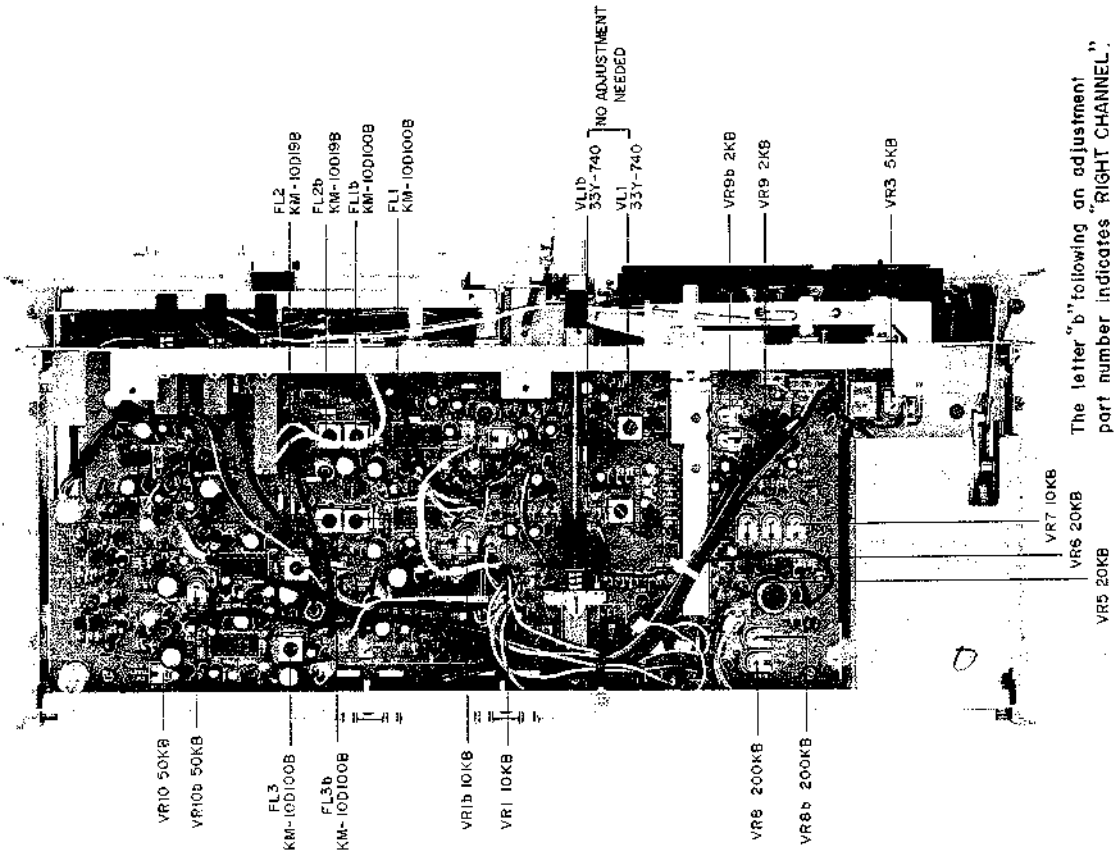 NO ADJUSTMENT
NEEDED
FL2
KM-10D19B
FL2b
KM-10D19B
FL1b
KM-10D100B
FL1
KM-10D100B
VL1b
33Y-740
VL1
33Y-740
VR9b 2KB
VR9 2KB
VR3 5KB
VR10 50KB
VR10b 50KB
FL3
KM-10D100B
FL3b
KM-10D100B
VR1b 10KB
VR1 10KB
VR8 200KB
VR8b 200KB
VR7 10KB
VR6 20KB
VR5 20KB
The letter "b" following an adjustment
part number indicates "RIGHT CHANNEL".